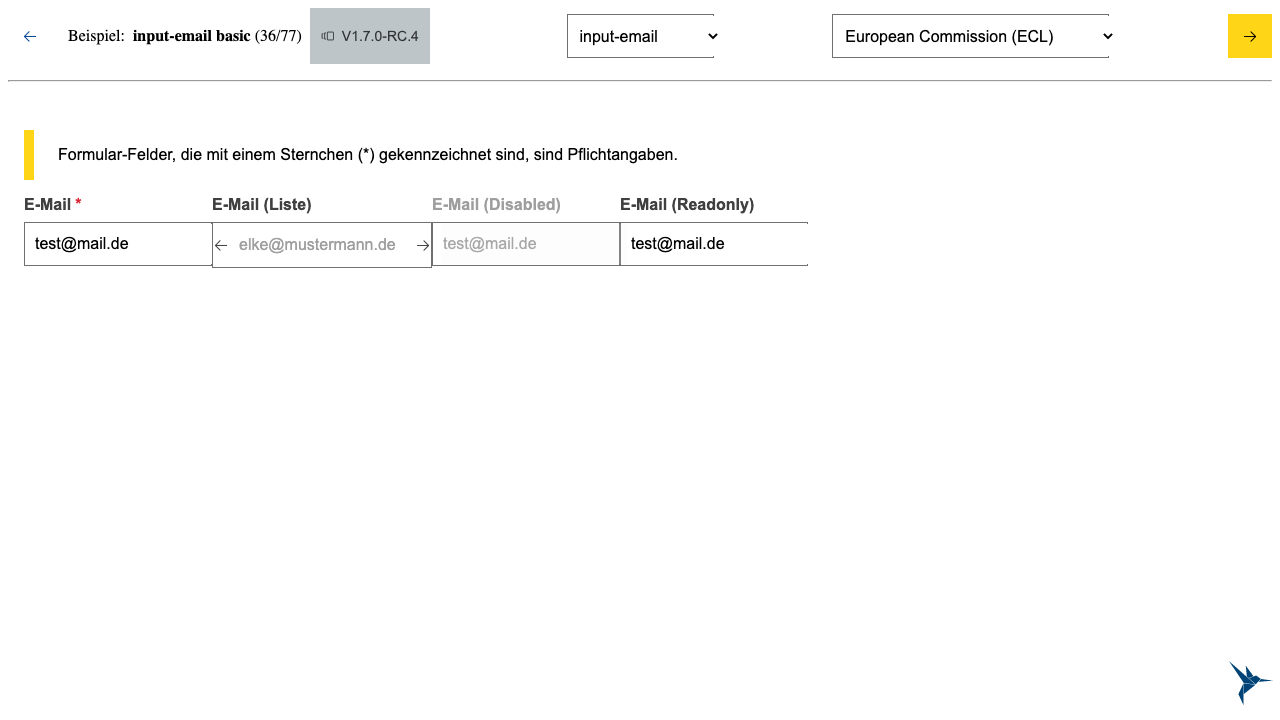 Beispiel: input-email basic (36/77) V1.7.0-RC.4 input-email European Commission (ECL)
Formular-Felder, die mit einem Sternchen (*) gekennzeichnet sind, sind Pflichtangaben.
E-Mail * E-Mail (Liste) E-Mail (Disabled) E-Mail (Readonly)
test@mail.de elke@mustermann.de test@mail.de test@mail.de